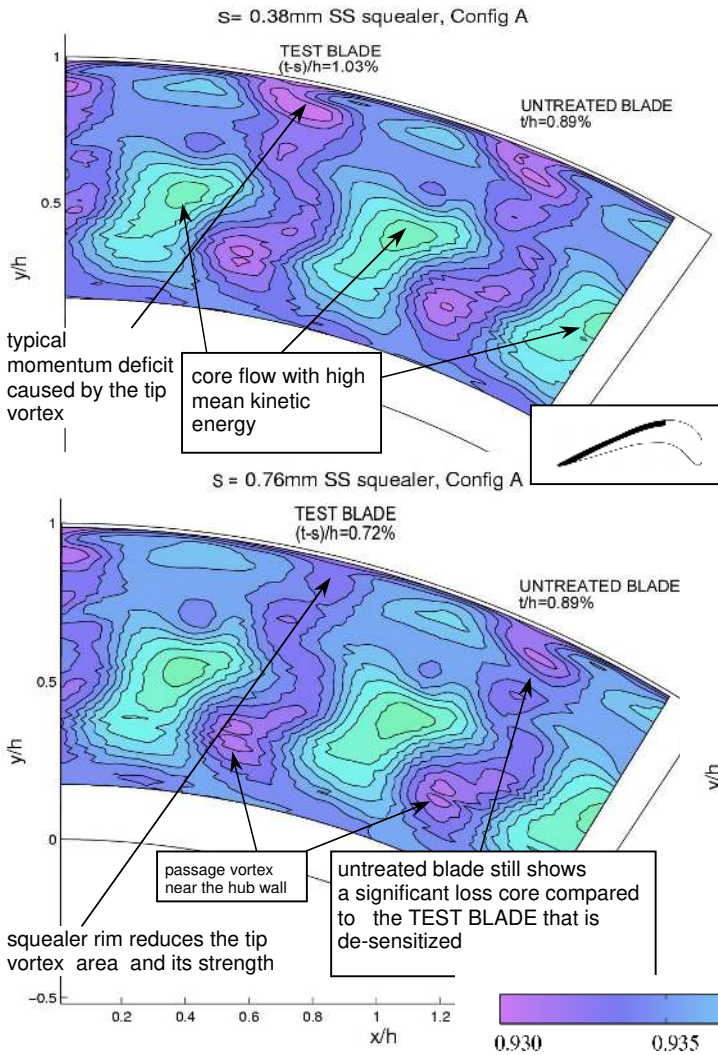 s= 0.38mm SS squealer, Config A
TEST BLADE
(t-s)/h=1.03%
UNTREATED BLADE
t/h=0.89%
1
0.5
y/h
typical
momentum deficit
caused by the tip
vortex
core flow with high
mean kinetic
energy
s = 0.76mm SS squealer, Config A
TEST BLADE
(t-s)/h=0.72%
UNTREATED BLADE
t/h=0.89%
1
0.5
y/h
y/h
0
passage vortex
near the hub wall
untreated blade still shows
a significant loss core compared
to the TEST BLADE that is
de-sensitized
squealer rim reduces the tip
vortex area and its strength
-0.5
0.2 0.4 0.6 0.8 1 1.2
x/h
0.930 0.935